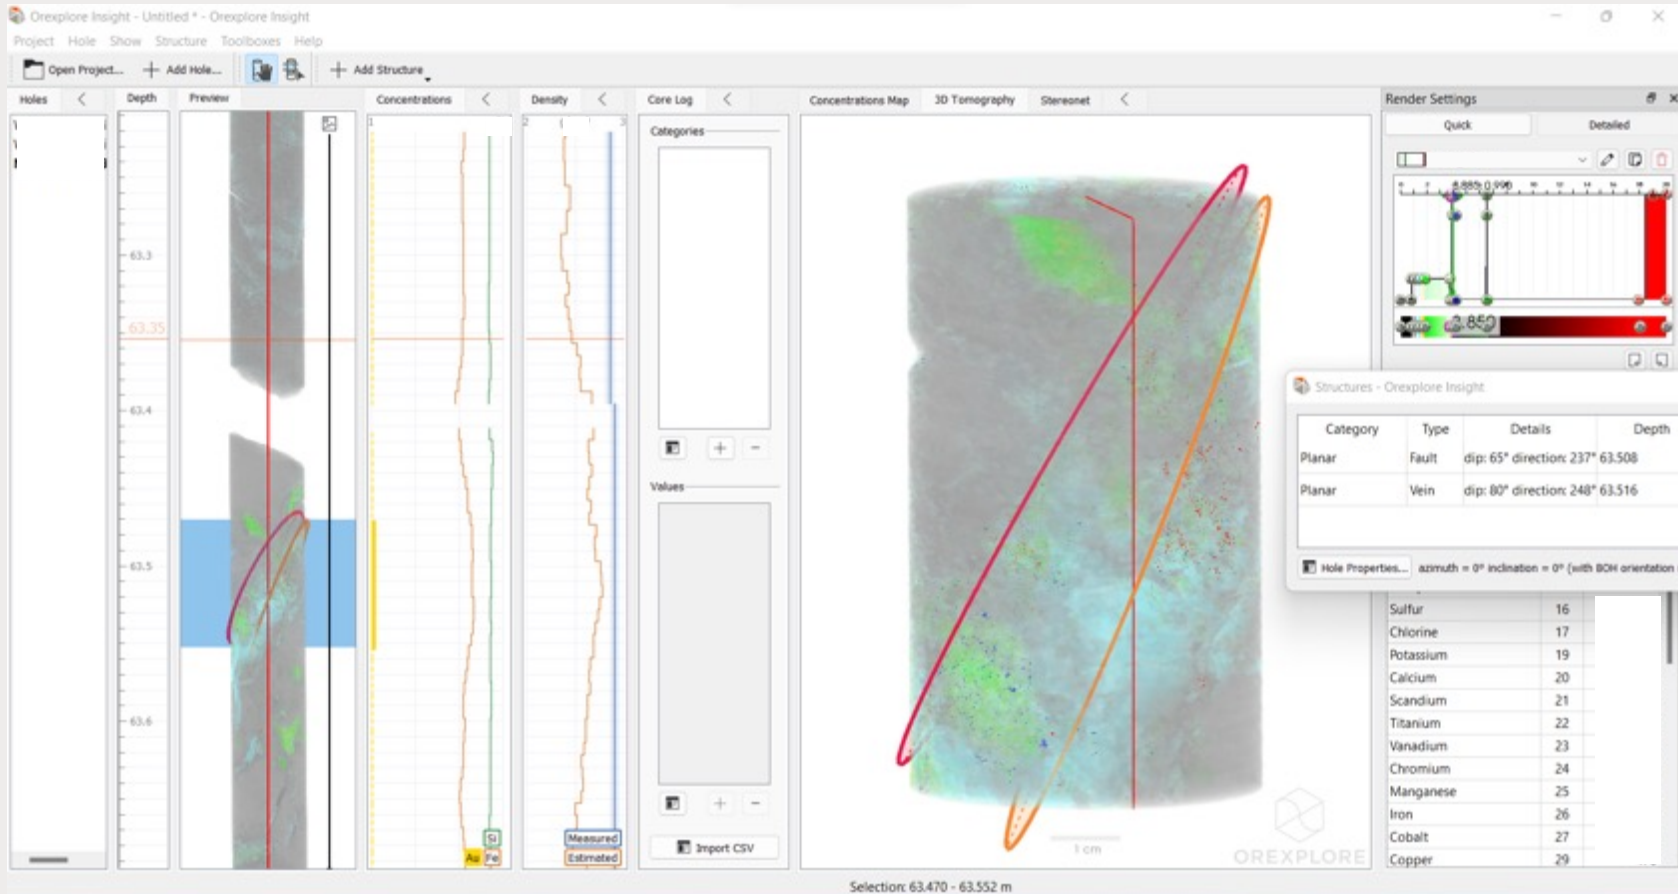 Orexplore Insight - Untitled * - Orexplore Insight
Project Hole Show Structure Toolboxes Help
Open Project... Add Hole... Add Structure
Holes
Depth
63.3
63.35
63.4
63.5
63.6
Preview
Concentrations
1
Si
Au Fe
Density
2 3
Measured
Estimated
Core Log
Categories
Values
Import CSV
Concentrations Map 3D Tomography Stereonet
1 cm
OREXPLORE
Render Settings
Quick Detailed
Structures - Orexplore Insight
Category Type Details Depth
Planar Fault dip: 65° direction: 237° 63.508
Planar Vein dip: 80° direction: 248° 63.516
Hole Properties... azimuth = 0° inclination = 0° (with BOH orientation
Sulfur 16
Chlorine 17
Potassium 19
Calcium 20
Scandium 21
Titanium 22
Vanadium 23
Chromium 24
Manganese 25
Iron 26
Cobalt 27
Copper 29
Selection: 63.470 - 63.552 m